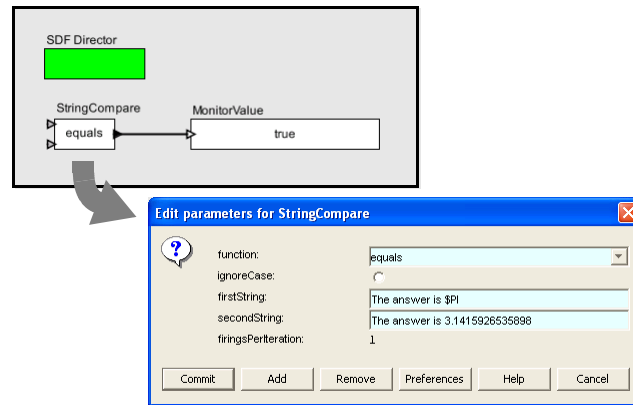 SDF Director
StringCompare
equals
MonitorValue
true
Edit parameters for StringCompare
?
function:
equals
ignoreCase:
firstString:
The answer is $PI
secondString:
The answer is 3.1415926535898
firingsPerIteration:
1
Commit
Add
Remove
Preferences
Help
Cancel